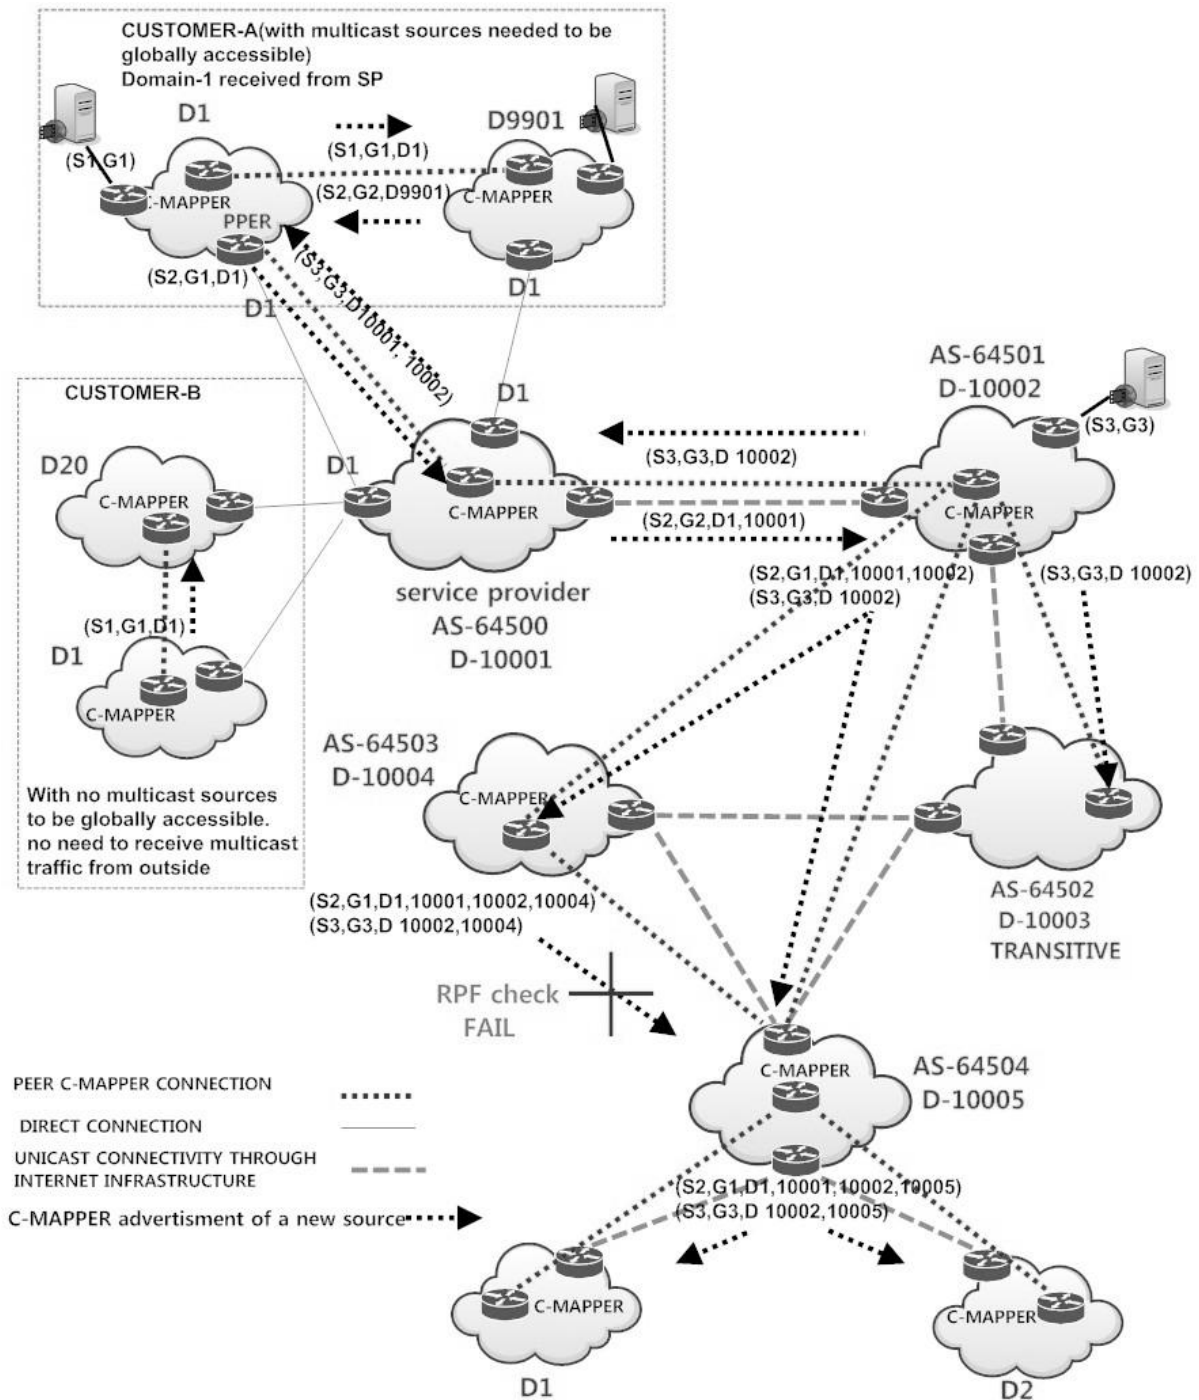 CUSTOMER-A(with multicast sources needed to be
globally accessible)
Domain-1 received from SP
D1
D9901
(S1,G1)
(S1,G1,D1)
(S2,G2,D9901)
C-MAPPER
C-MAPPER
PPER
(S2,G1,D1)
D1
D1
(S3,G3,D10001, 10002)
CUSTOMER-B
D20
C-MAPPER
(S1,G1,D1)
D1
C-MAPPER
With no multicast sources
to be globally accessible.
no need to receive multicast
traffic from outside
D1
D1
C-MAPPER
service provider
AS-64500
D-10001
AS-64501
D-10002
(S3,G3)
(S3,G3,D 10002)
C-MAPPER
(S2,G2,D1,10001)
(S2,G1,D1,10001,10002)
(S3,G3,D 10002)
(S3,G3,D 10002)
AS-64503
D-10004
C-MAPPER
AS-64502
D-10003
TRANSITIVE
(S2,G1,D1,10001,10002,10004)
(S3,G3,D 10002,10004)
RPF check
FAIL
C-MAPPER
AS-64504
D-10005
PEER C-MAPPER CONNECTION
DIRECT CONNECTION
UNICAST CONNECTIVITY THROUGH
INTERNET INFRASTRUCTURE
C-MAPPER advertisment of a new source
(S2,G1,D1,10001,10002,10005)
(S3,G3,D 10002,10005)
C-MAPPER
D1
C-MAPPER
D2